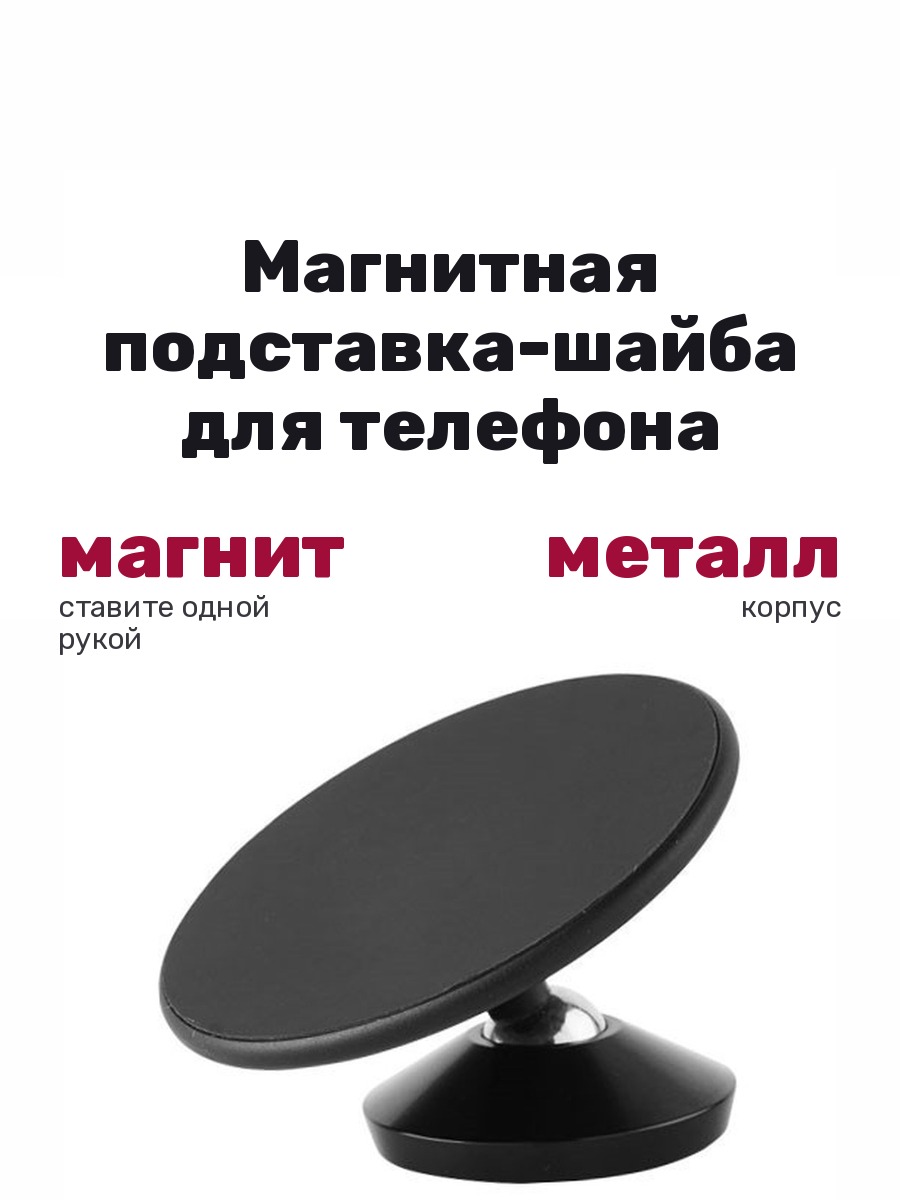 Магнитная
подставка-шайба
для телефона
магнит
ставите одной
рукой
металл
корпус